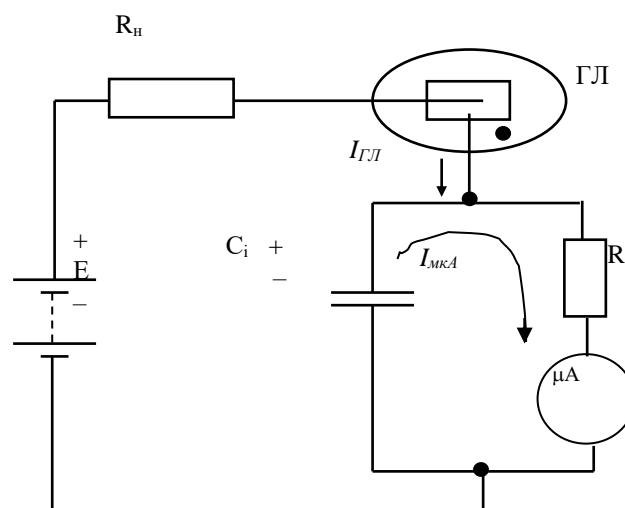 Rн
ГЛ
IГЛ
+
E
–
Ci
+
–
IмкА
R
μA